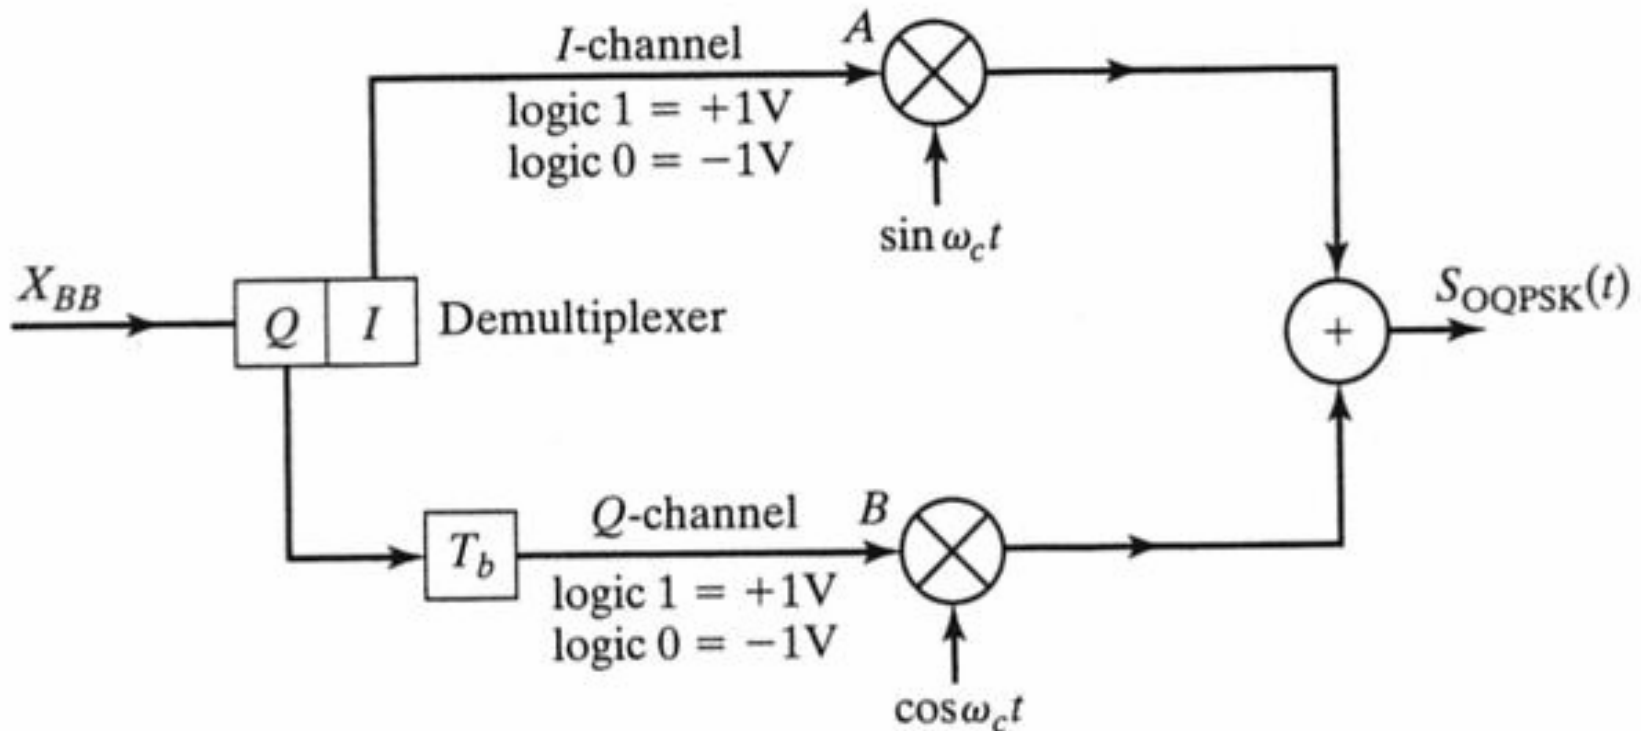 I-channel
A
logic 1 = +1V
logic 0 = −1V
sin ω_c t
X_BB
Q
I
Demultiplexer
+
S_OQPSK(t)
T_b
Q-channel
B
logic 1 = +1V
logic 0 = −1V
cos ω_c t